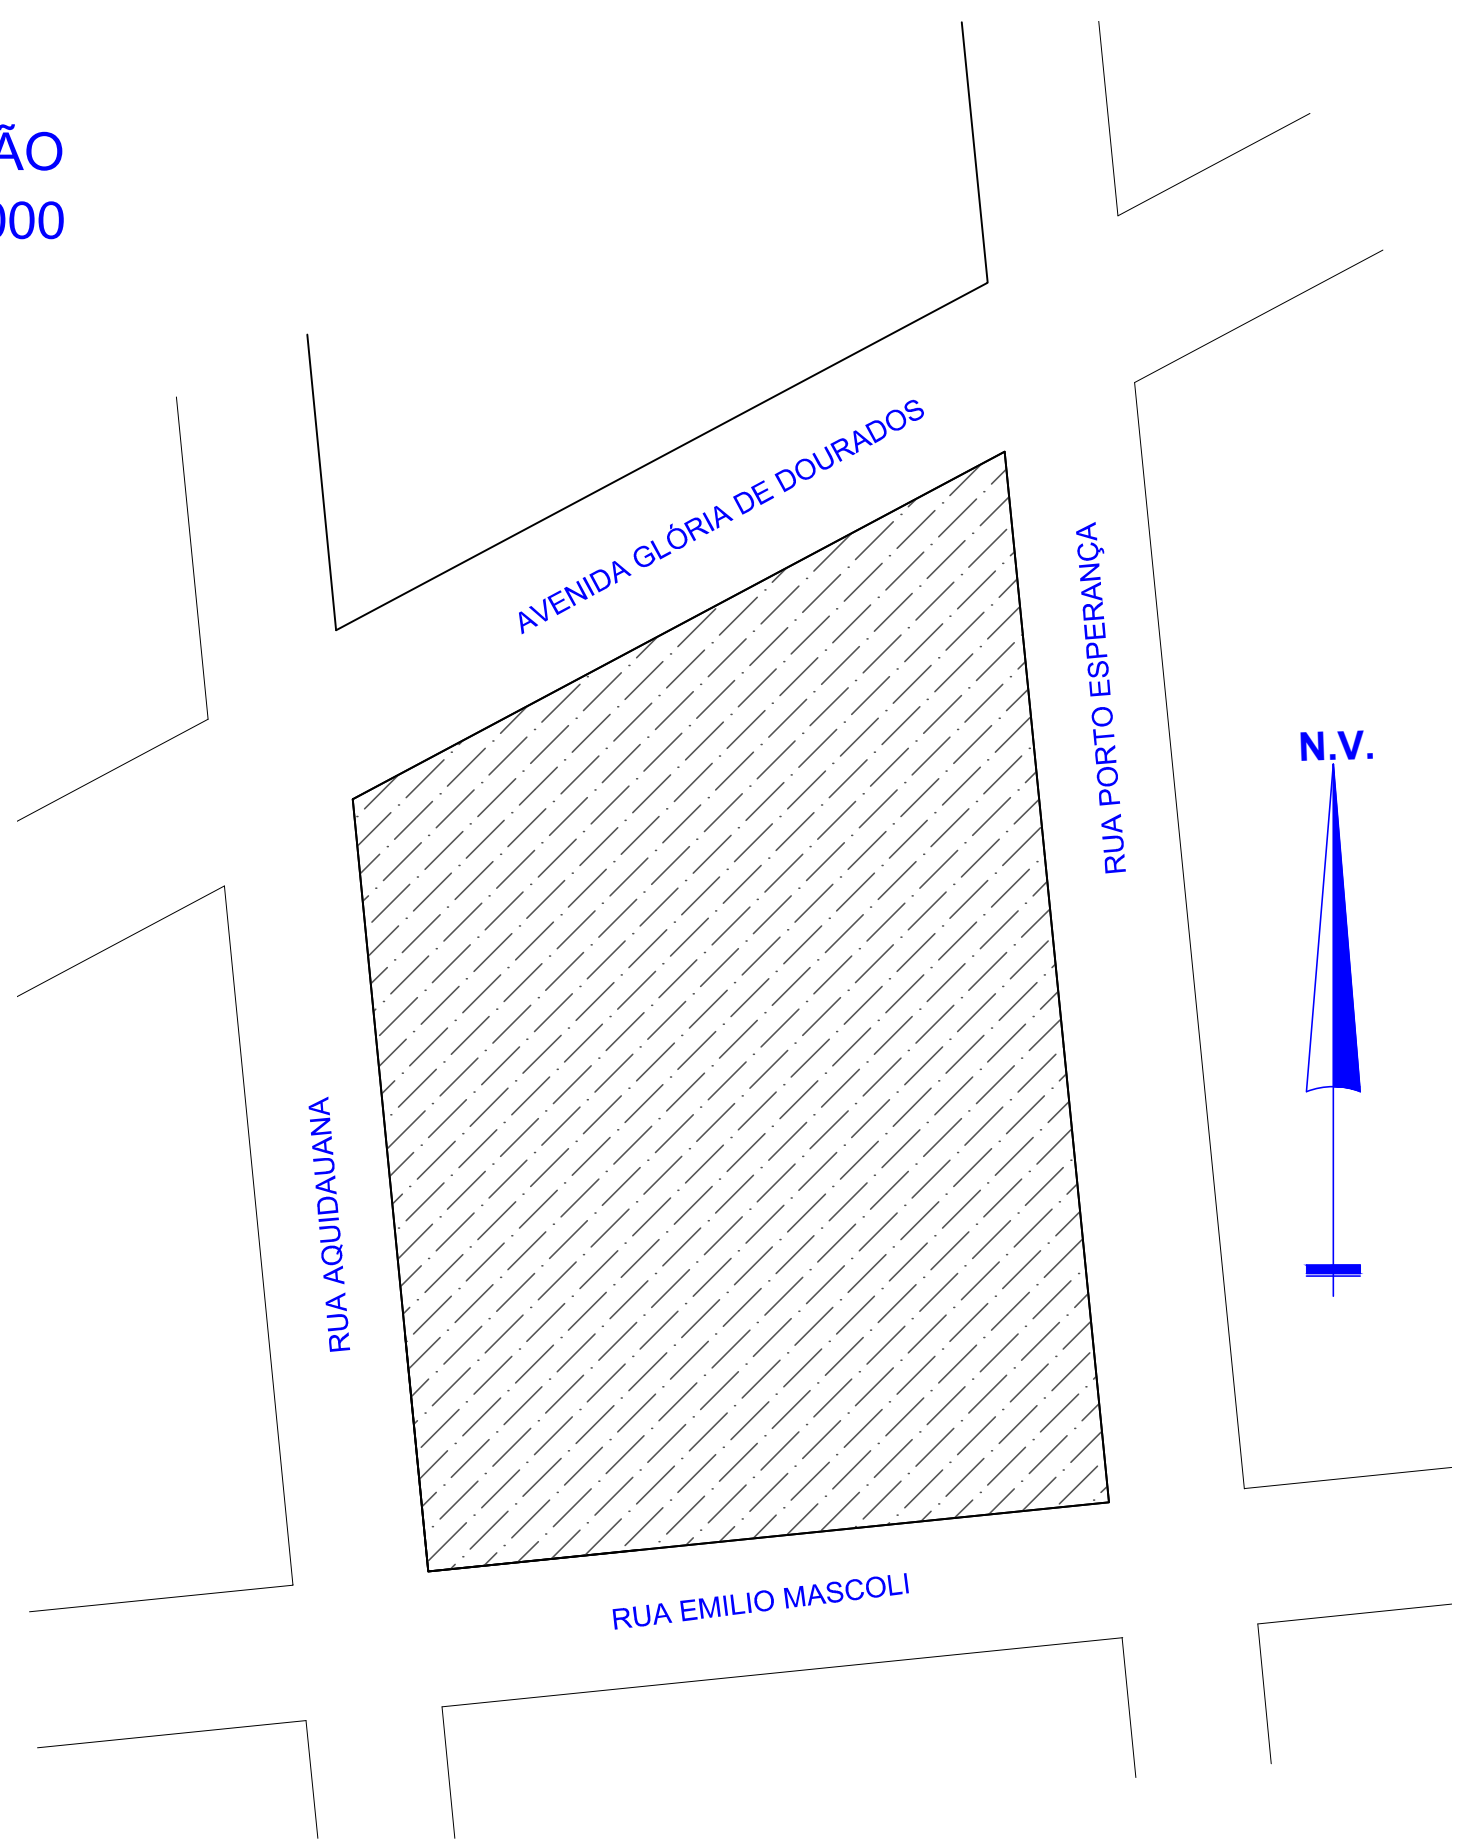 ÃO
000
AVENIDA GLÓRIA DE DOURADOS
RUA PORTO ESPERANÇA
N.V.
RUA AQUIDAUANA
RUA EMILIO MASCOLI